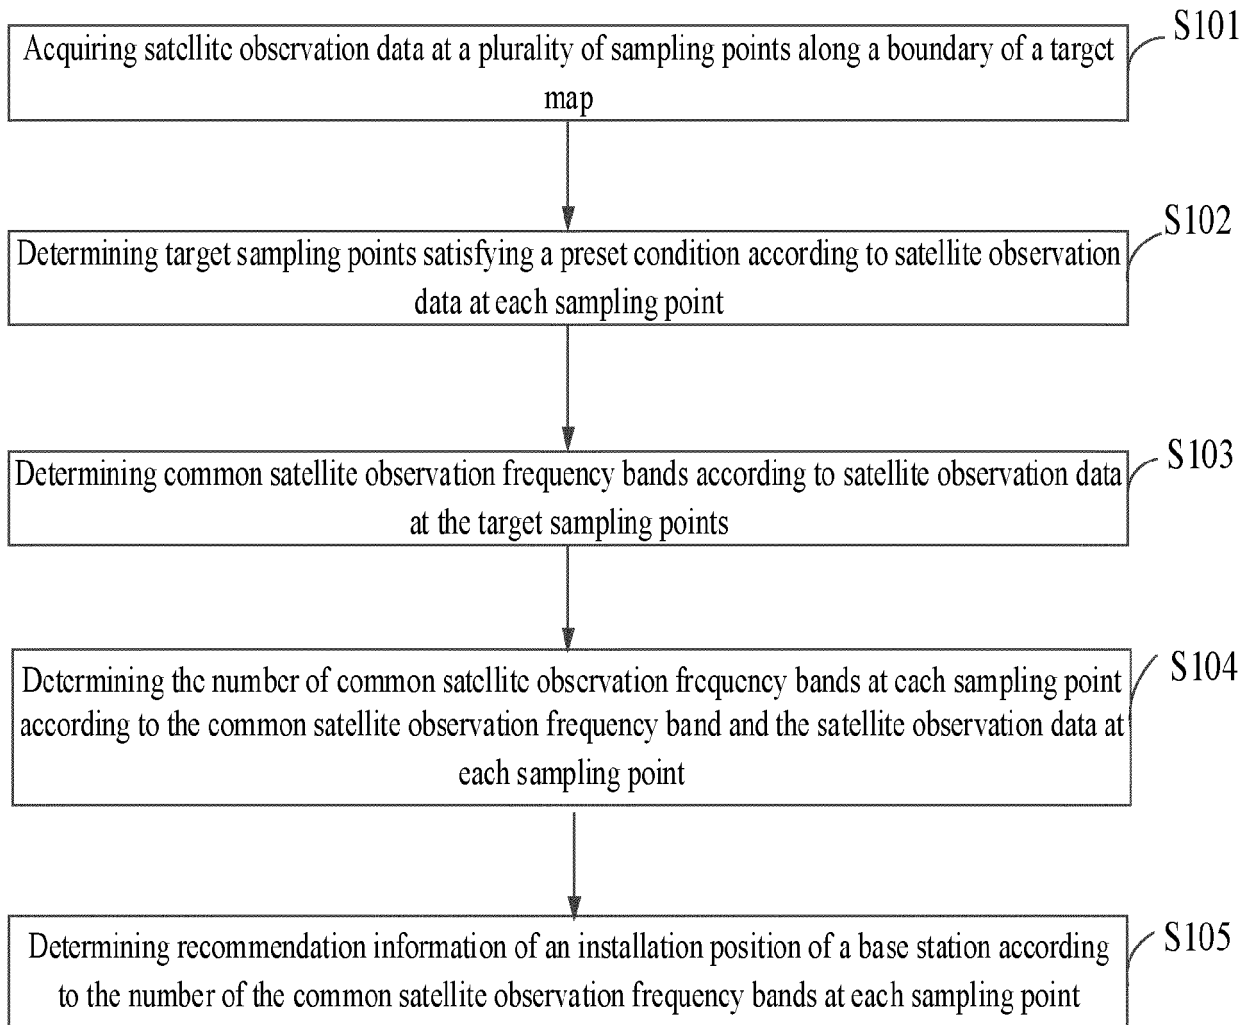 Acquiring satellite observation data at a plurality of sampling points along a boundary of a target
map
S101
Determining target sampling points satisfying a preset condition according to satellite observation
data at each sampling point
S102
Determining common satellite observation frequency bands according to satellite observation data
at the target sampling points
S103
Determining the number of common satellite observation frequency bands at each sampling point
according to the common satellite observation frequency band and the satellite observation data at
each sampling point
S104
Determining recommendation information of an installation position of a base station according
to the number of the common satellite observation frequency bands at each sampling point
S105